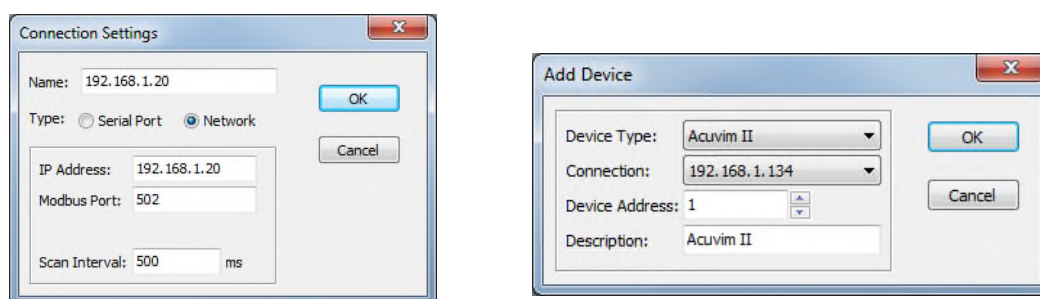 Connection Settings
Name: 192.168.1.20
Type: Serial Port Network
IP Address: 192.168.1.20
Modbus Port: 502
Scan Interval: 500 ms
OK
Cancel
Add Device
Device Type: Acuvim II
Connection: 192.168.1.134
Device Address: 1
Description: Acuvim II
OK
Cancel